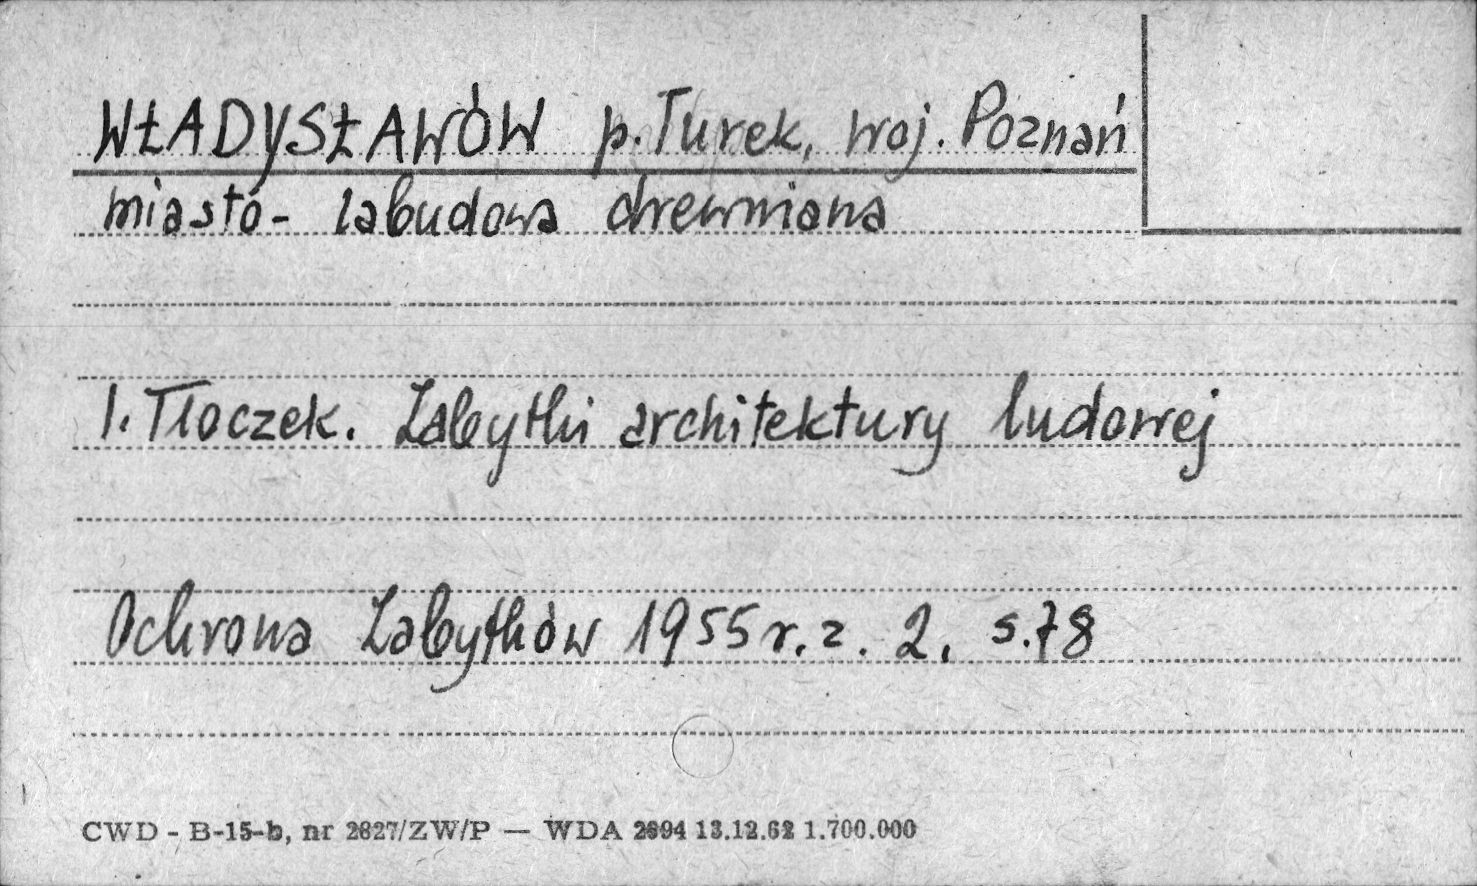 WŁADYSŁAWÓW p. Turek, woj. Poznań
miasto - zabudowa drewniana
I. Tłoczek. Zabytki architektury ludowej
Ochrona Zabytków 1955 r. z. 2. s. 78
CWD - B-15-b, nr 2827/ZW/P — WDA 2694 13.12.62 1.700.000